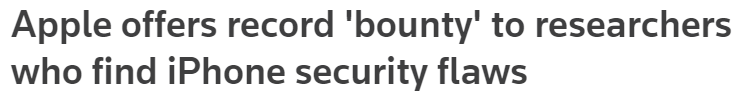 Apple offers record 'bounty' to researchers
who find iPhone security flaws